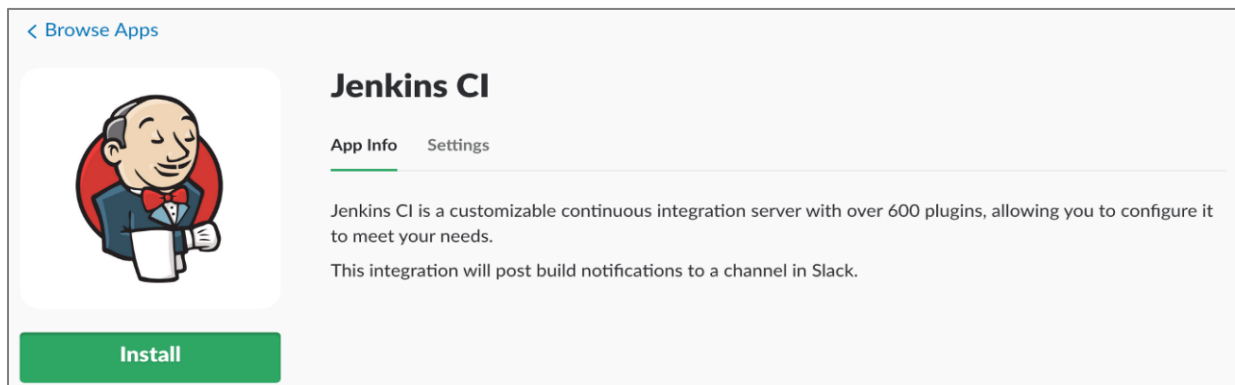 Browse Apps
Jenkins CI
App Info Settings
Jenkins CI is a customizable continuous integration server with over 600 plugins, allowing you to configure it
to meet your needs.
This integration will post build notifications to a channel in Slack.
Install